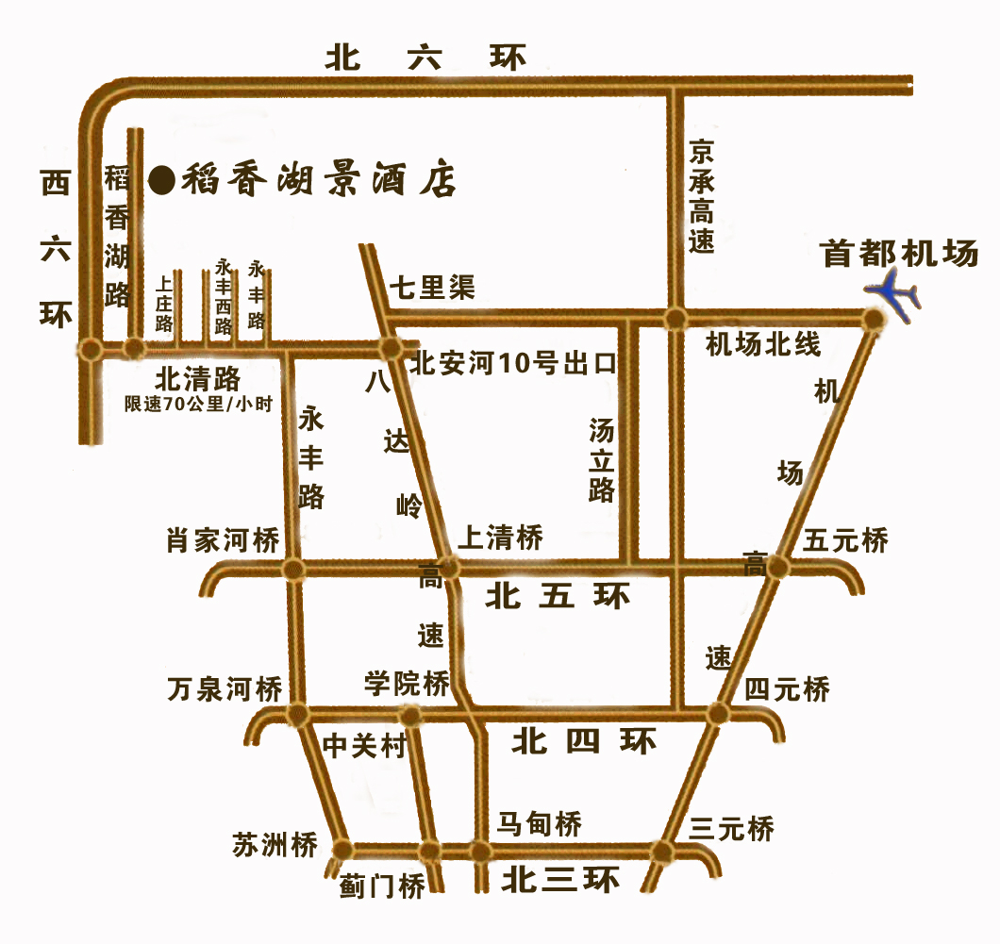 北六环
西六环
稻香湖路
稻香湖景酒店
京承高速
首都机场
上庄路
永丰西路
永丰路
七里渠
机场北线
北清路
限速70公里/小时
北安河10号出口
八达岭高速
机场高速
永丰路
汤立路
肖家河桥
上清桥
五元桥
北五环
万泉河桥
学院桥
四元桥
中关村
北四环
苏洲桥
马甸桥
三元桥
蓟门桥
北三环